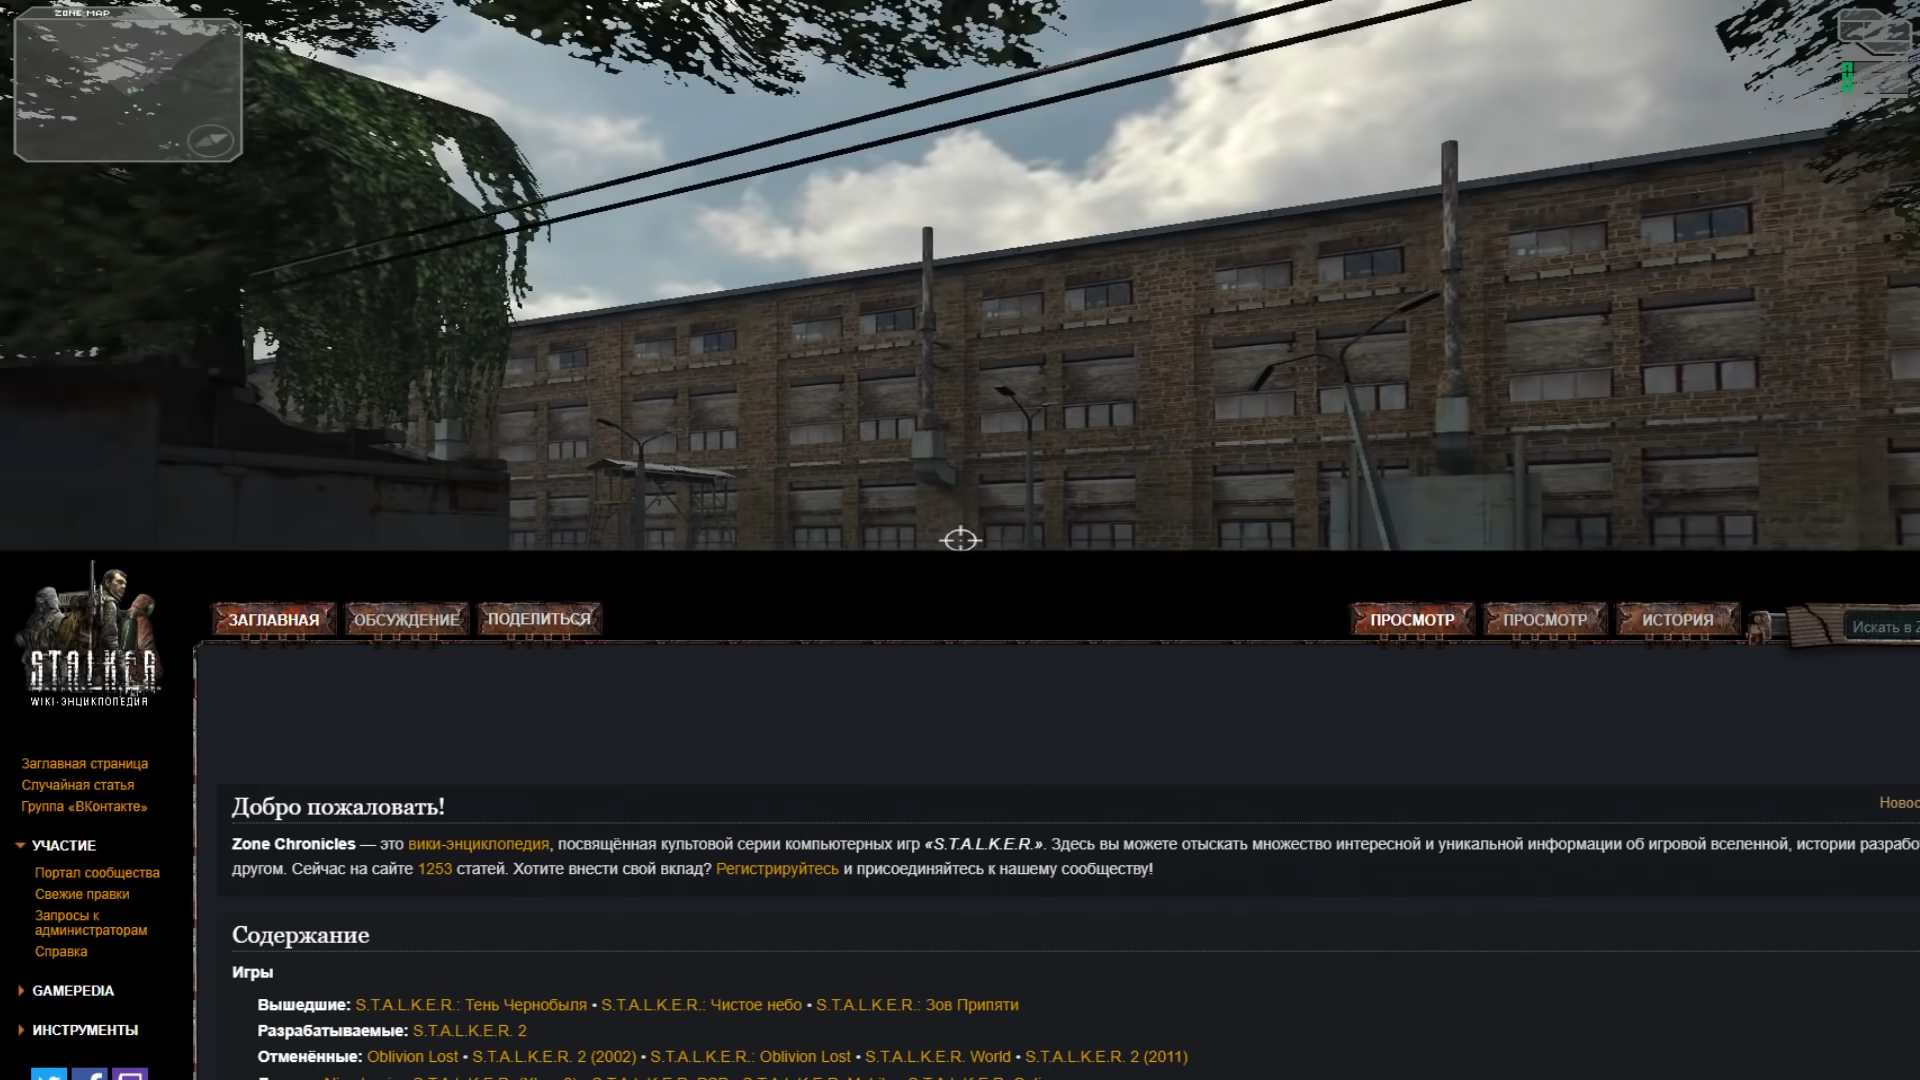 ZONE MAP
ЗАГЛАВНАЯ
ОБСУЖДЕНИЕ
ПОДЕЛИТЬСЯ
ПРОСМОТР
ПРОСМОТР
ИСТОРИЯ
Искать в
S.T.A.L.K.E.R
WIKI-ЭНЦИКЛОПЕДИЯ
Заглавная страница
Случайная статья
Группа «ВКонтакте»
УЧАСТИЕ
Портал сообщества
Свежие правки
Запросы к
администраторам
Справка
GAMEPEDIA
ИНСТРУМЕНТЫ
Добро пожаловать!
Zone Chronicles — это вики-энциклопедия, посвящённая культовой серии компьютерных игр «S.T.A.L.K.E.R.». Здесь вы можете отыскать множество интересной и уникальной информации об игровой вселенной, истории
другом. Сейчас на сайте 1253 статей. Хотите внести свой вклад? Регистрируйтесь и присоединяйтесь к нашему сообществу!
Содержание
Игры
Вышедшие: S.T.A.L.K.E.R.: Тень Чернобыля • S.T.A.L.K.E.R.: Чистое небо • S.T.A.L.K.E.R.: Зов Припяти
Разрабатываемые: S.T.A.L.K.E.R. 2
Отменённые: Oblivion Lost • S.T.A.L.K.E.R. 2 (2002) • S.T.A.L.K.E.R.: Oblivion Lost • S.T.A.L.K.E.R. World • S.T.A.L.K.E.R. 2 (2011)